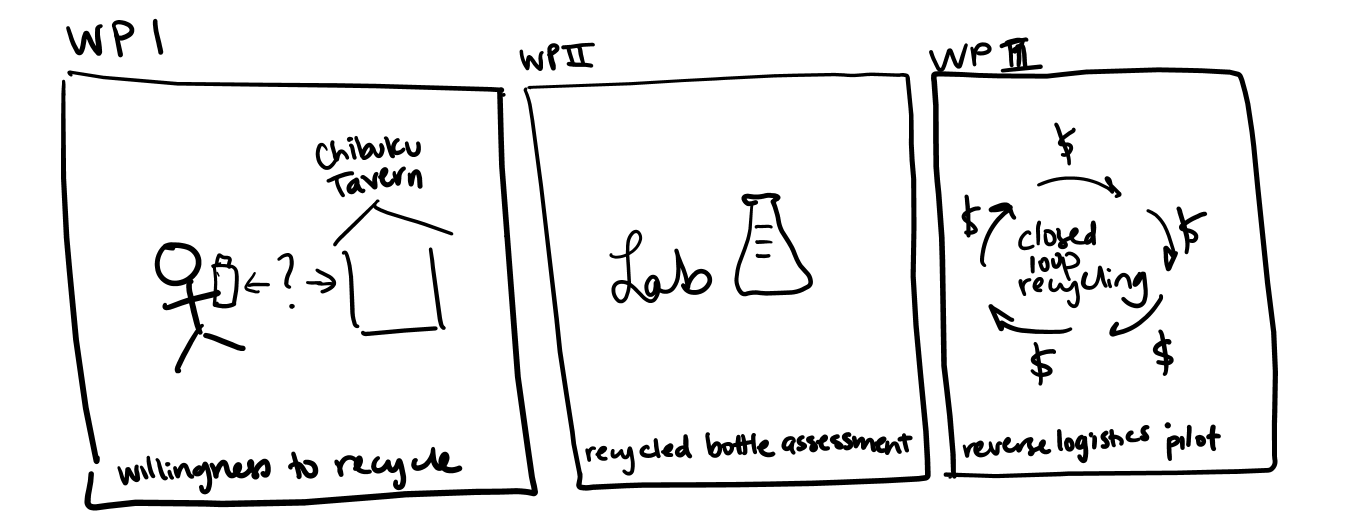 WP I
Chibuku
Tavern
?
willingness to recycle
WP II
Lab
recycled bottle assessment
WP III
$
$
$
closed
loop
recycling
$
$
reverse logistics pilot